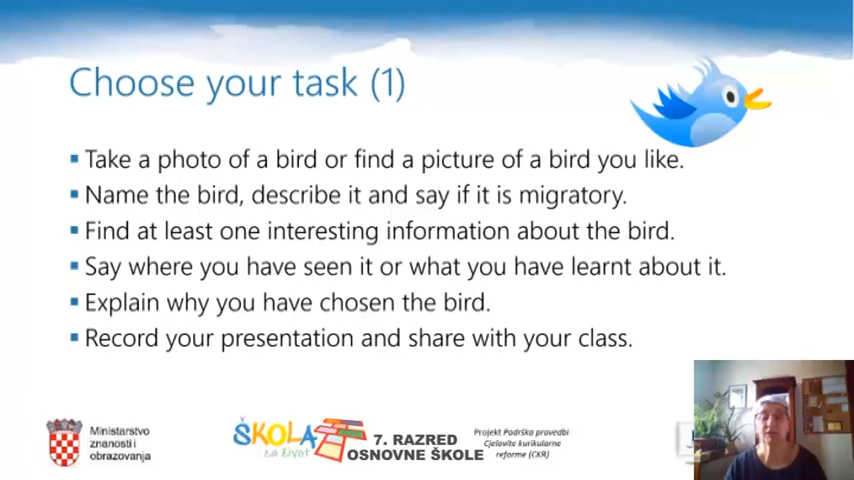 Choose your task (1)
Take a photo of a bird or find a picture of a bird you like.
Name the bird, describe it and say if it is migratory.
Find at least one interesting information about the bird.
Say where you have seen it or what you have learnt about it.
Explain why you have chosen the bird.
Record your presentation and share with your class.
Ministarstvo
znanosti i
obrazovanja
ŠKOLA
za život
7. RAZRED
OSNOVNE ŠKOLE
Projekt Podrška provedbi
Cjelovite kurikularne
reforme (CKR)